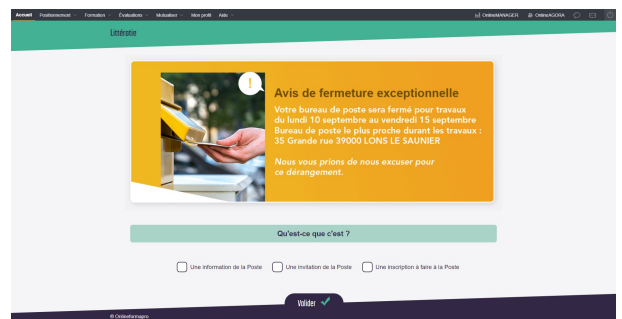 Accueil Positionnement Formation Évaluations Mutualiser Mon profil Aide OnlineMANAGER OnlineAGORA
Littératie
!
Avis de fermeture exceptionnelle
Votre bureau de poste sera fermé pour travaux
du lundi 10 septembre au vendredi 15 septembre
Bureau de poste le plus proche durant les travaux :
35 Grande rue 39000 LONS LE SAUNIER
Nous vous prions de nous excuser pour
ce dérangement.
Qu'est-ce que c'est ?
Une information de la Poste Une invitation de la Poste Une inscription à faire à la Poste
Valider
© Onlineformapro